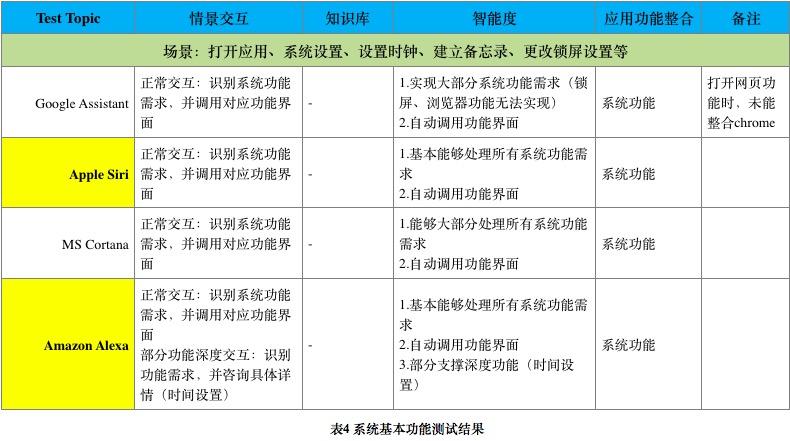 Test Topic 情景交互 知识库 智能度 应用功能整合 备注
场景：打开应用、系统设置、设置时钟、建立备忘录、更改锁屏设置等
Google Assistant
正常交互：识别系统功能
需求，并调用对应功能界
面
-
1.实现大部分系统功能需求（锁
屏、浏览器功能无法实现）
2.自动调用功能界面
系统功能
打开网页功
能时，未能
整合chrome
Apple Siri
正常交互：识别系统功能
需求，并调用对应功能界
面
-
1.基本能够处理所有系统功能需
求
2.自动调用功能界面
系统功能
MS Cortana
正常交互：识别系统功能
需求，并调用对应功能界
面
-
1.能够大部分处理所有系统功能
需求
2.自动调用功能界面
系统功能
Amazon Alexa
正常交互：识别系统功能
需求，并调用对应功能界
面
部分功能深度交互：识别
功能需求，并咨询具体详
情（时间设置）
-
1.基本能够处理所有系统功能需
求
2.自动调用功能界面
3.部分支撑深度功能（时间设
置）
系统功能
表4 系统基本功能测试结果